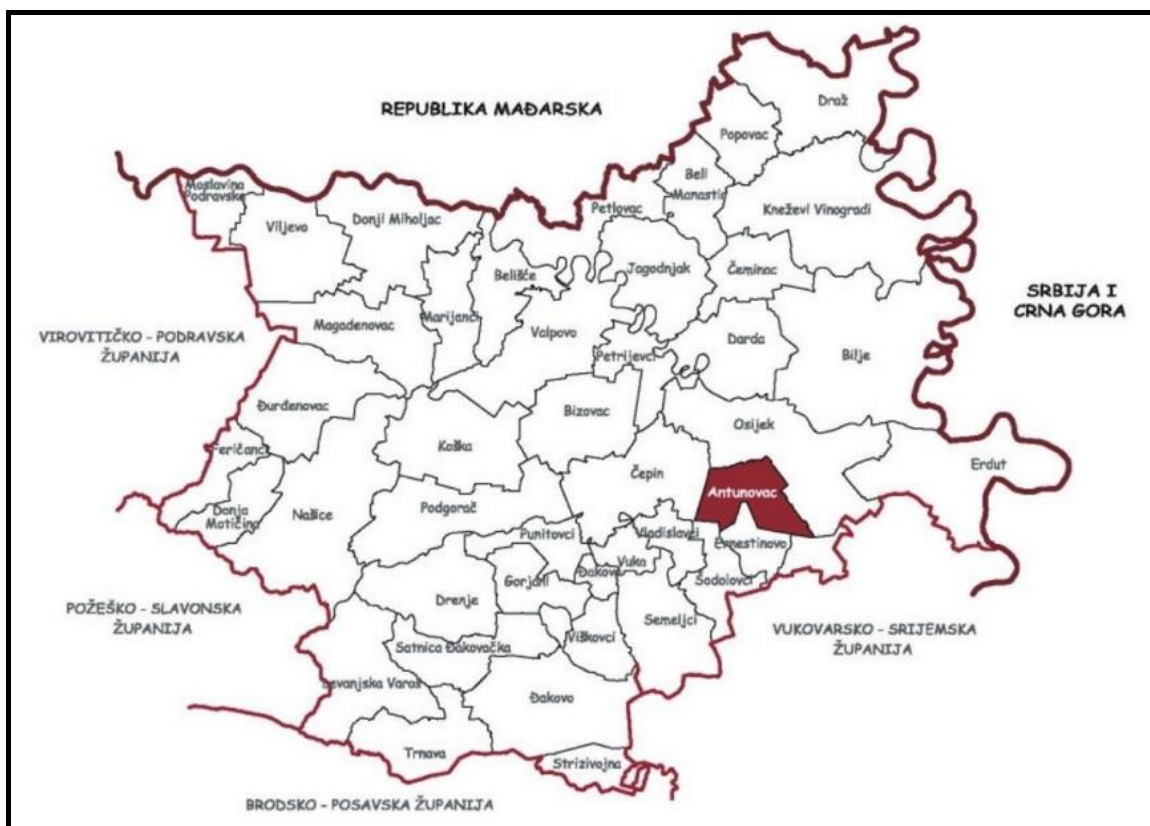 REPUBLIKA MAĐARSKA
Draž
Popovac
Beli
Manastir
Moslavina
Podravska
Viljevo
Donji Miholjac
Petlovac
Kneževi Vinogradi
Belišće
Jagodnjak
Čeminac
SRBIJA I
CRNA GORA
Magadenovac
Marijanci
Valpovo
Darda
Bilje
VIROVITIČKO - PODRAVSKA
ŽUPANIJA
Petrijevci
Đurđenovac
Bizovac
Osijek
Feričanci
Koška
Čepin
Erdut
Antunovac
Donja
Motičina
Našice
Podgorač
Punitovci
Vladislavci
Ernestinovo
Vuka
Đakovo
Gorjani
Šodolovci
Drenje
POŽEŠKO - SLAVONSKA
ŽUPANIJA
Semeljci
VUKOVARSKO - SRIJEMSKA
ŽUPANIJA
Satnica Đakovačka
Viškovci
Levanjska Varoš
Đakovo
Trnava
Strizivojna
BRODSKO - POSAVSKA ŽUPANIJA